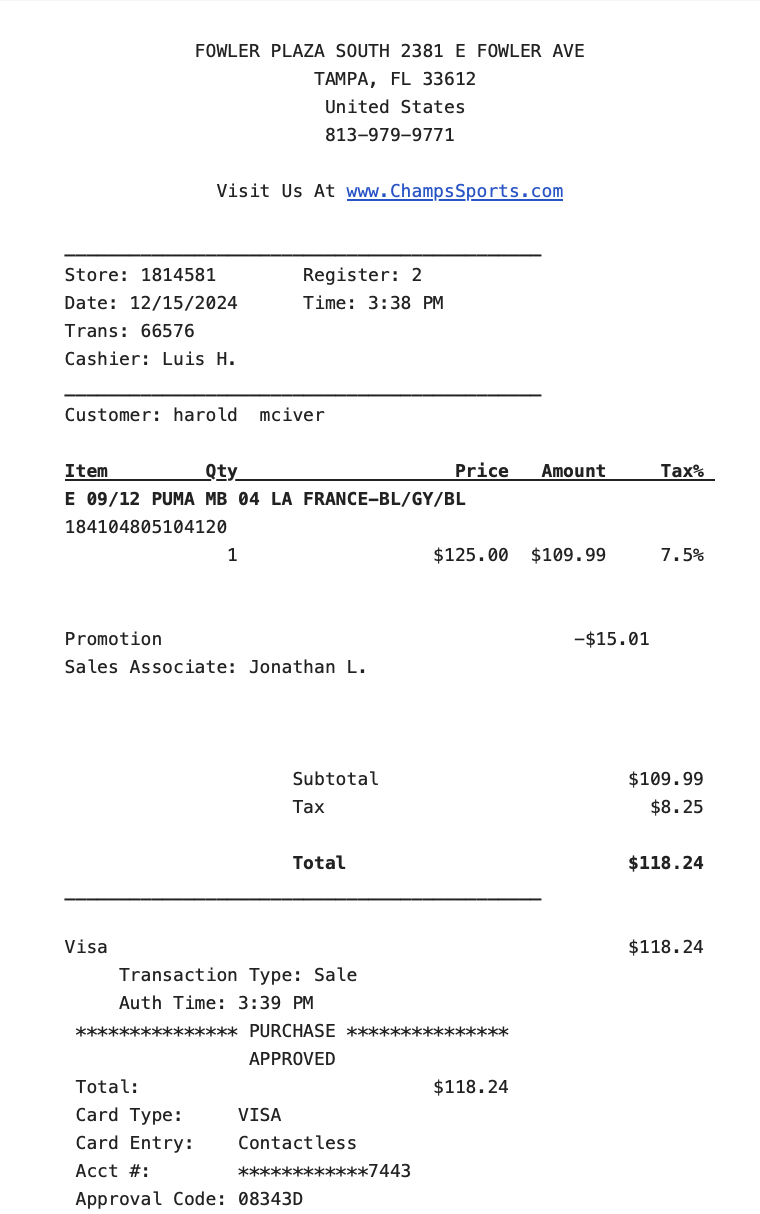 FOWLER PLAZA SOUTH 2381 E FOWLER AVE
TAMPA, FL 33612
United States
813-979-9771
Visit Us At www.ChampsSports.com
Store: 1814581 Register: 2
Date: 12/15/2024 Time: 3:38 PM
Trans: 66576
Cashier: Luis H.
Customer: harold mciver
Item Qty Price Amount Tax%
E 09/12 PUMA MB 04 LA FRANCE-BL/GY/BL
184104805104120
1 $125.00 $109.99 7.5%
Promotion -$15.01
Sales Associate: Jonathan L.
Subtotal $109.99
Tax $8.25
Total $118.24
Visa $118.24
Transaction Type: Sale
Auth Time: 3:39 PM
*************** PURCHASE ***************
APPROVED
Total: $118.24
Card Type: VISA
Card Entry: Contactless
Acct #: ************7443
Approval Code: 08343D